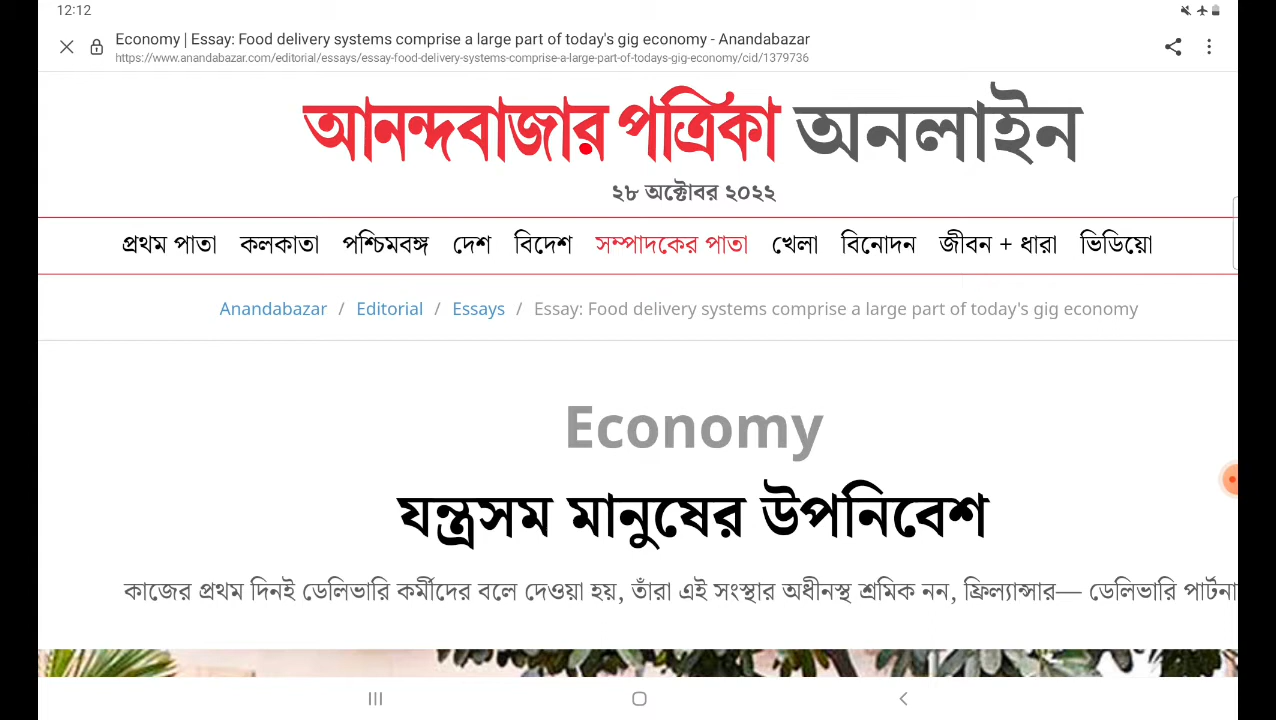 12:12
Economy | Essay: Food delivery systems comprise a large part of today's gig economy - Anandabazar
https://www.anandabazar.com/editorial/essays/essay-food-delivery-systems-comprise-a-large-part-of-todays-gig-economy/cid/1379736
আনন্দবাজার পত্রিকা অনলাইন
২৮ অক্টোবর ২০২২
প্রথম পাতা কলকাতা পশ্চিমবঙ্গ দেশ বিদেশ সম্পাদকের পাতা খেলা বিনোদন জীবন + ধারা ভিডিয়ো
Anandabazar / Editorial / Essays / Essay: Food delivery systems comprise a large part of today's gig economy
Economy
যন্ত্রসম মানুষের উপনিবেশ
কাজের প্রথম দিনই ডেলিভারি কর্মীদের বলে দেওয়া হয়, তাঁরা এই সংস্থার অধীনস্থ শ্রমিক নন, ফ্রিল্যান্সার— ডেলিভারি